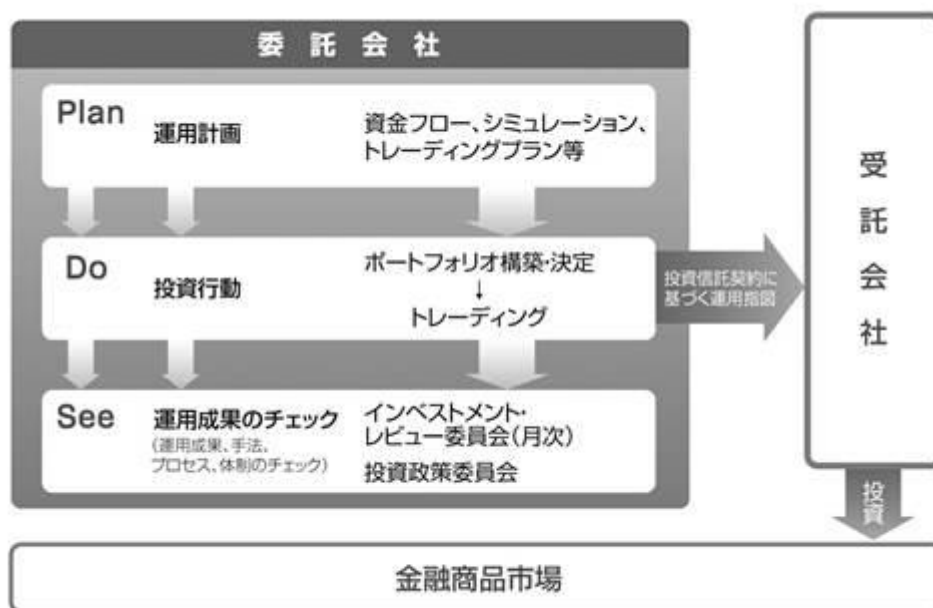 委託会社
Plan
運用計画
資金フロー、シミュレーション、
トレーディングプラン等
Do
投資行動
ポートフォリオ構築・決定
↓
トレーディング
See
運用成果のチェック
(運用成果、手法、
プロセス、体制のチェック)
インベストメント・
レビュー委員会(月次)
投資政策委員会
投資信託契約に
基づく運用指図
受託会社
投資
金融商品市場